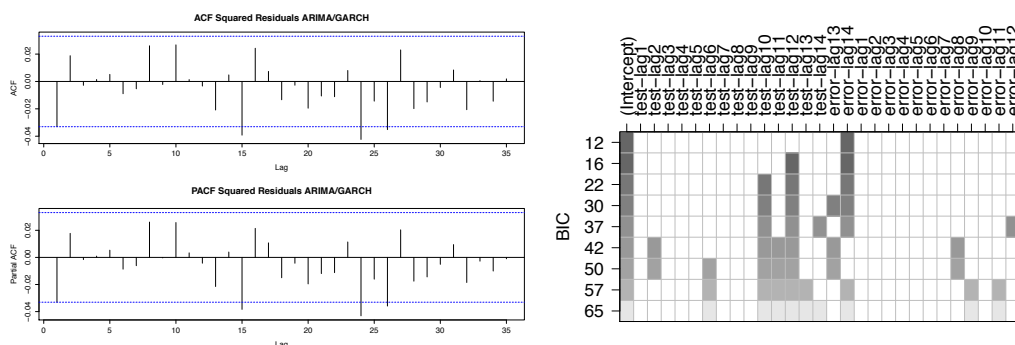 ACF Squared Residuals ARIMA/GARCH
ACF
0.02
0.00
−0.02
−0.04
0 5 10 15 20 25 30 35
Lag
PACF Squared Residuals ARIMA/GARCH
Partial ACF
0.02
0.00
−0.02
−0.04
0 5 10 15 20 25 30 35
Lag
(Intercept)
test−lag1
test−lag2
test−lag3
test−lag4
test−lag5
test−lag6
test−lag7
test−lag8
test−lag9
test−lag10
test−lag11
test−lag12
test−lag13
test−lag14
error−lag13
error−lag14
error−lag1
error−lag2
error−lag3
error−lag4
error−lag5
error−lag6
error−lag7
error−lag8
error−lag9
error−lag10
error−lag11
error−lag12
BIC
12
16
22
30
37
42
50
57
65